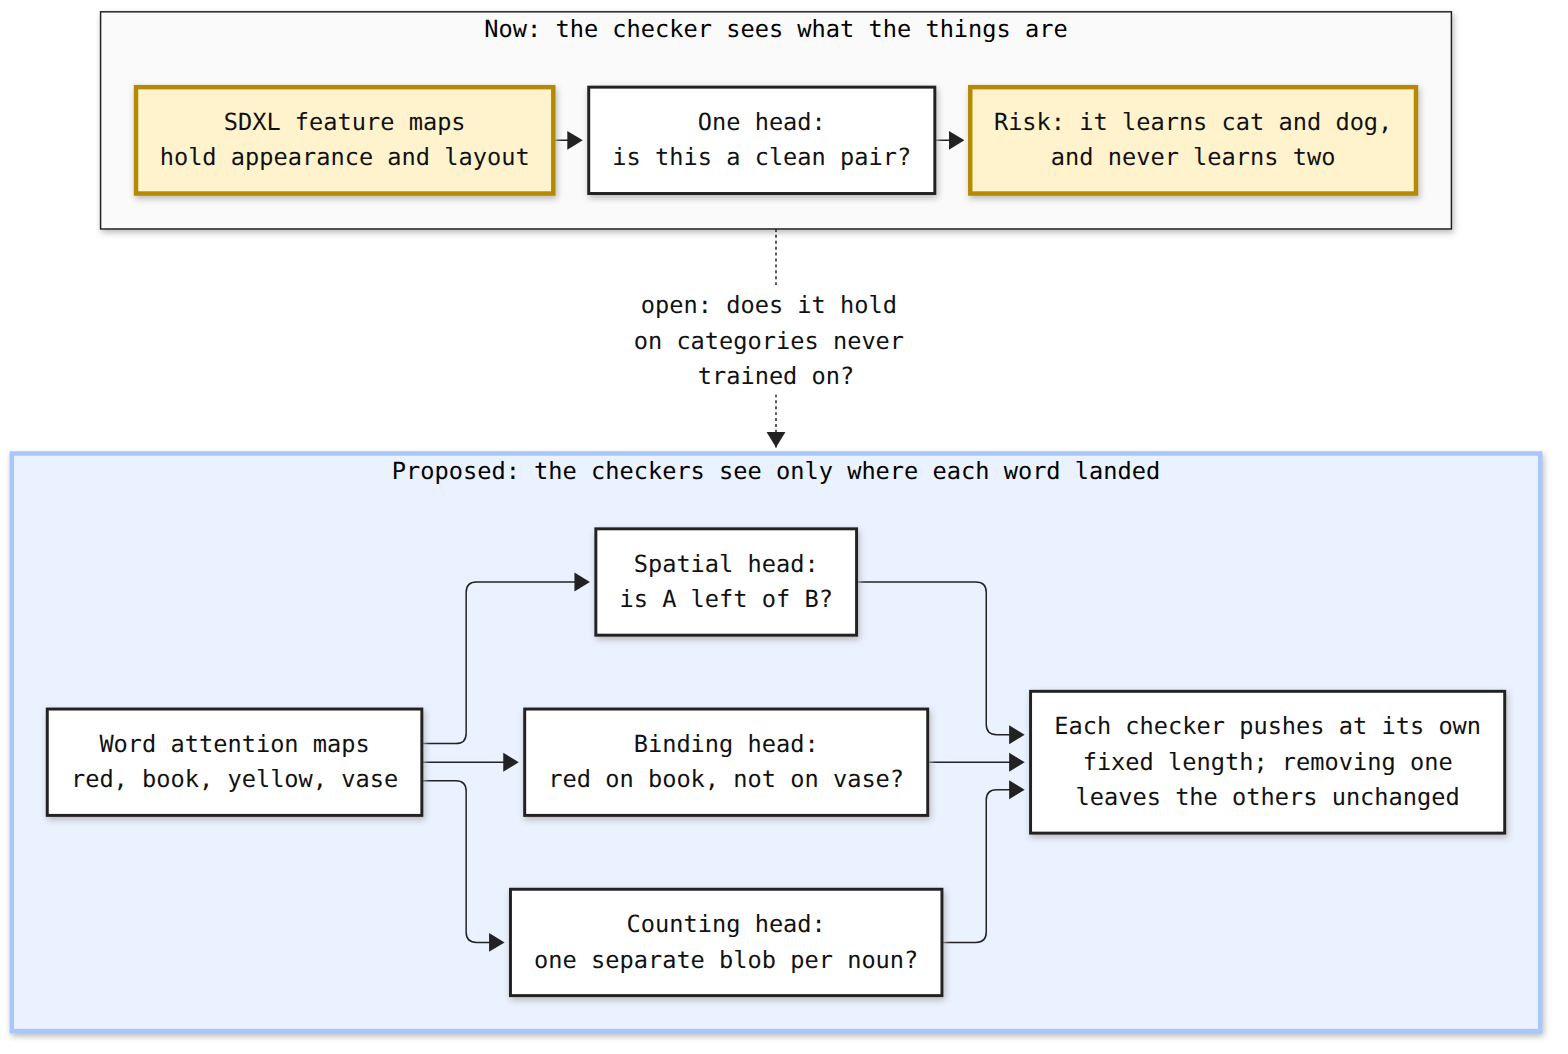 Now: the checker sees what the things are
SDXL feature maps
hold appearance and layout
One head:
is this a clean pair?
Risk: it learns cat and dog,
and never learns two
open: does it hold
on categories never
trained on?
Proposed: the checkers see only where each word landed
Spatial head:
is A left of B?
Word attention maps
red, book, yellow, vase
Binding head:
red on book, not on vase?
Counting head:
one separate blob per noun?
Each checker pushes at its own
fixed length; removing one
leaves the others unchanged